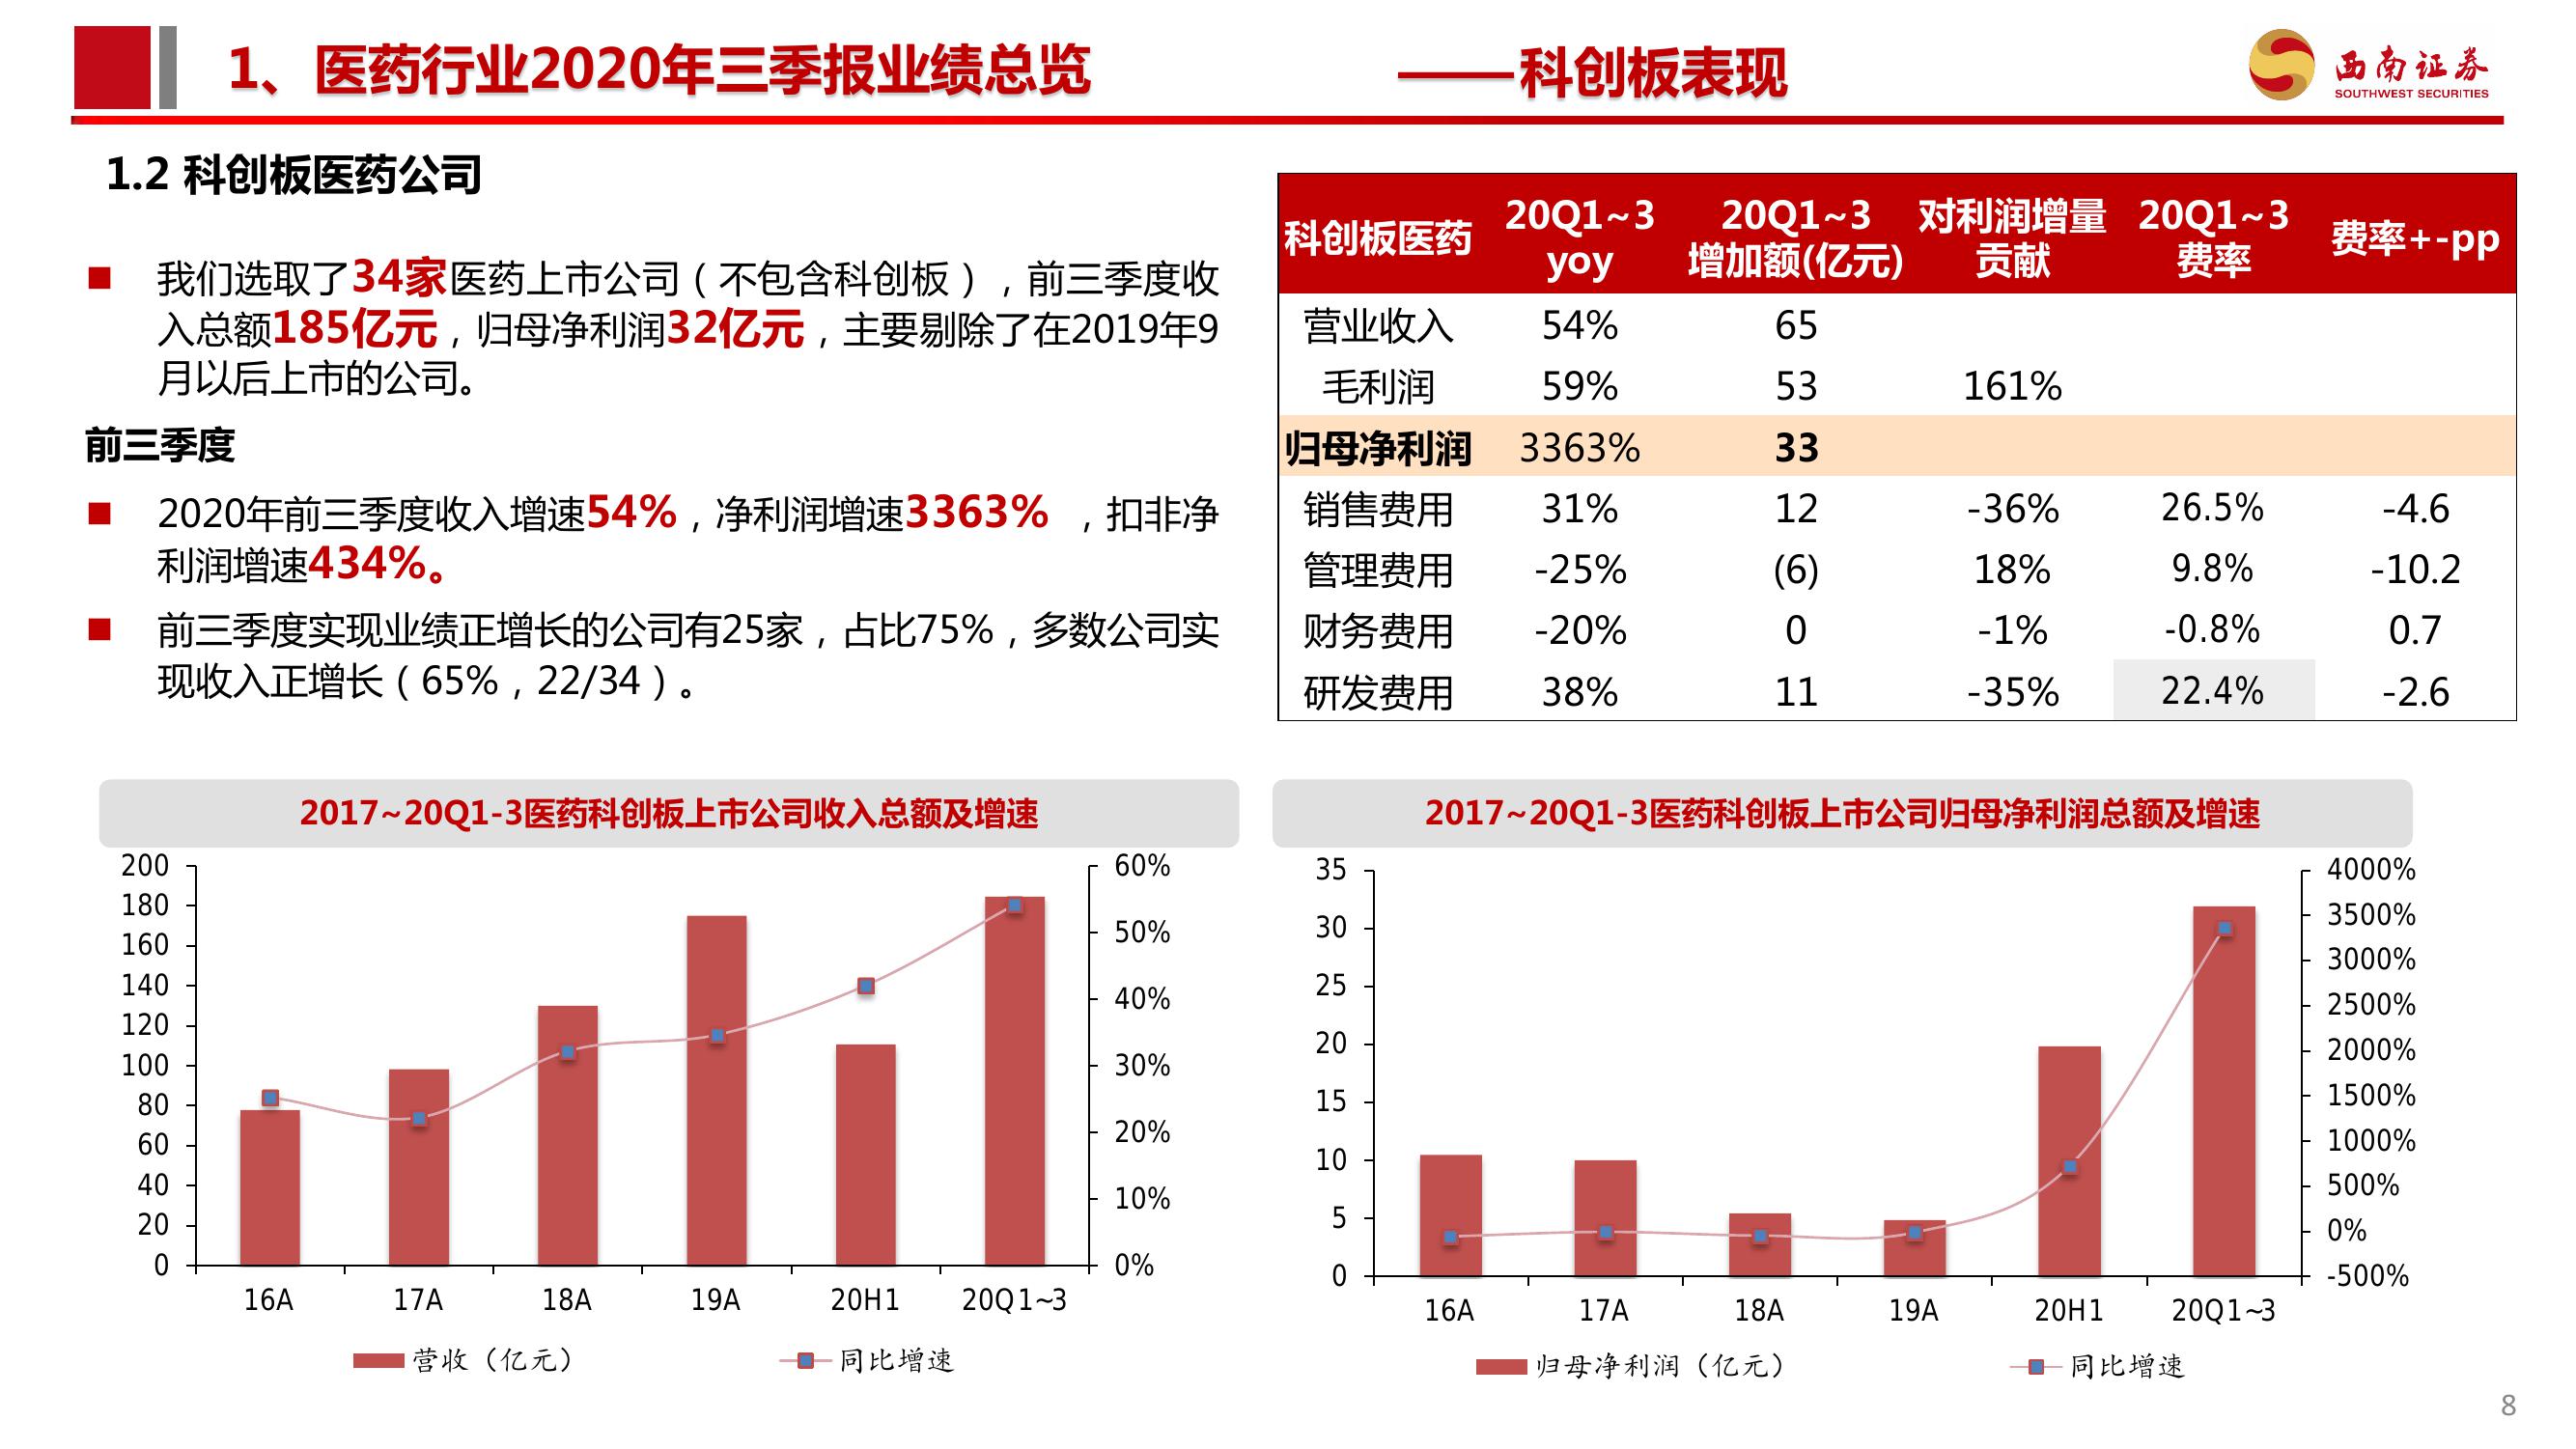 1、医药行业2020年三季报业绩总览 ——科创板表现
西南证券
SOUTHWEST SECURITIES
1.2 科创板医药公司
■ 我们选取了34家医药上市公司（不包含科创板），前三季度收
入总额185亿元，归母净利润32亿元，主要剔除了在2019年9
月以后上市的公司。
前三季度
■ 2020年前三季度收入增速54%，净利润增速3363% ，扣非净
利润增速434%。
■ 前三季度实现业绩正增长的公司有25家，占比75%，多数公司实
现收入正增长（65%，22/34）。
科创板医药 20Q1~3 yoy 20Q1~3 增加额(亿元) 对利润增量贡献 20Q1~3 费率 费率+-pp
营业收入 54% 65
毛利润 59% 53 161%
归母净利润 3363% 33
销售费用 31% 12 -36% 26.5% -4.6
管理费用 -25% (6) 18% 9.8% -10.2
财务费用 -20% 0 -1% -0.8% 0.7
研发费用 38% 11 -35% 22.4% -2.6
2017~20Q1-3医药科创板上市公司收入总额及增速
200 60%
180
160 50%
140
40%
120
100 30%
80
60 20%
40 10%
20
0 0%
16A 17A 18A 19A 20H1 20Q1~3
营收（亿元） 同比增速
2017~20Q1-3医药科创板上市公司归母净利润总额及增速
35 4000%
3500%
30
3000%
25 2500%
20 2000%
15 1500%
10 1000%
500%
5 0%
0 -500%
16A 17A 18A 19A 20H1 20Q1~3
归母净利润（亿元） 同比增速
8